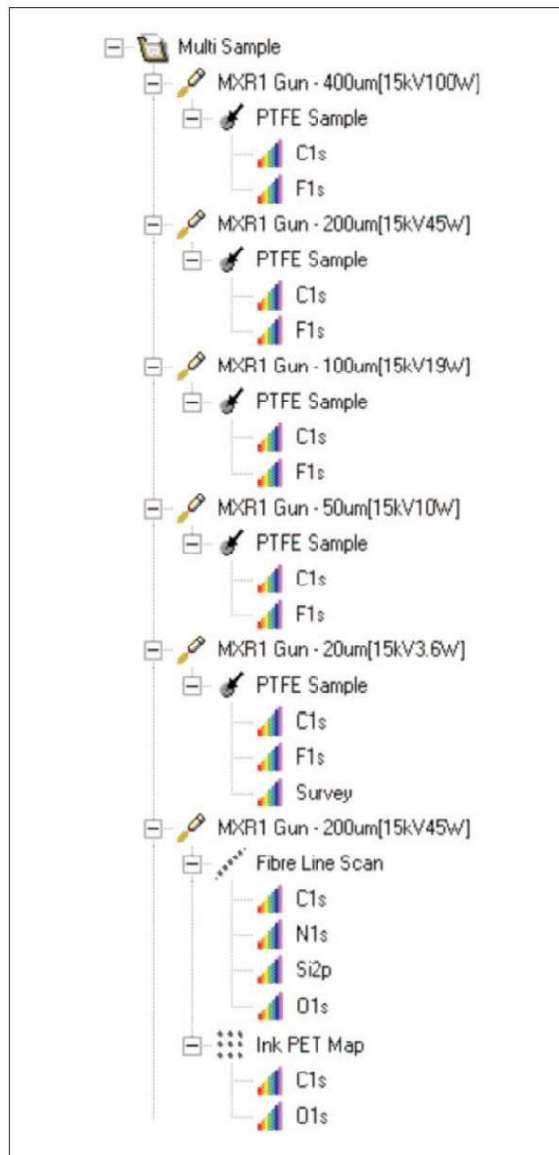 Multi Sample
MXR1 Gun - 400um[15kV100W]
PTFE Sample
C1s
F1s
MXR1 Gun - 200um[15kV45W]
PTFE Sample
C1s
F1s
MXR1 Gun - 100um[15kV19W]
PTFE Sample
C1s
F1s
MXR1 Gun - 50um[15kV10W]
PTFE Sample
C1s
F1s
MXR1 Gun - 20um[15kV3.6W]
PTFE Sample
C1s
F1s
Survey
MXR1 Gun - 200um[15kV45W]
Fibre Line Scan
C1s
N1s
Si2p
O1s
Ink PET Map
C1s
O1s